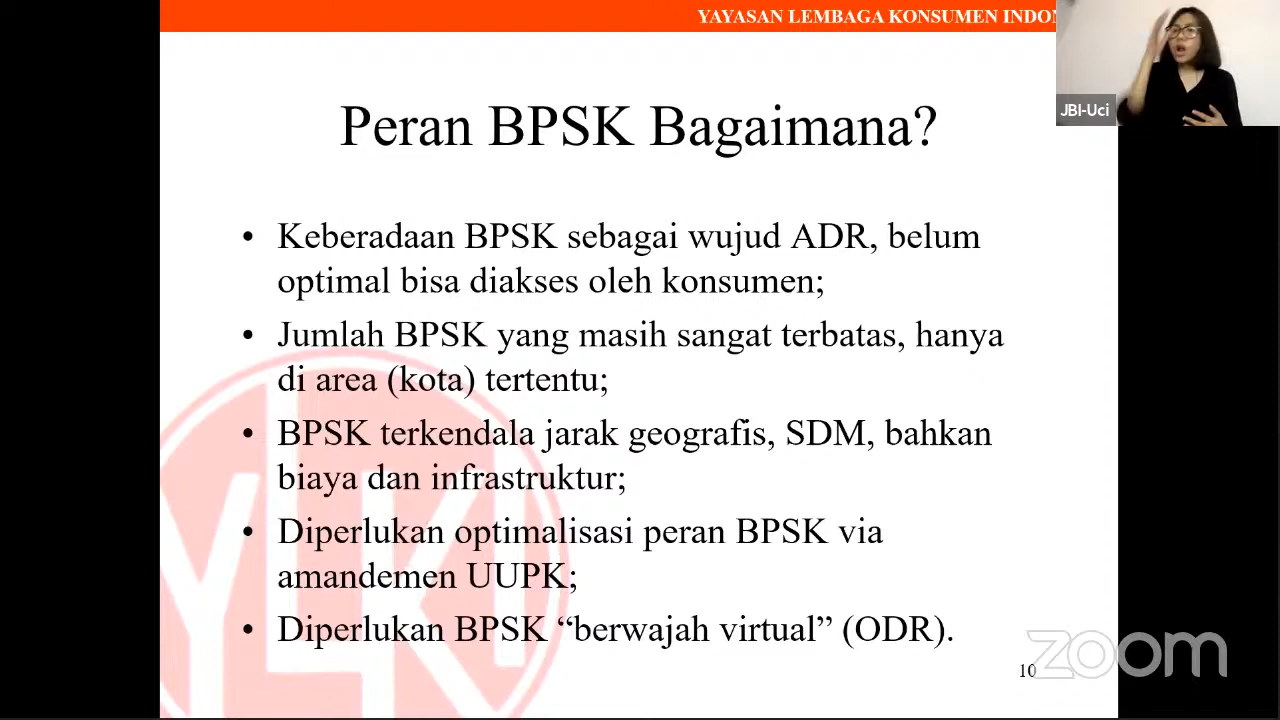 YAYASAN LEMBAGA KONSUMEN
JBI-Uci
Peran BPSK Bagaimana?
• Keberadaan BPSK sebagai wujud ADR, belum
optimal bisa diakses oleh konsumen;
• Jumlah BPSK yang masih sangat terbatas, hanya
di area (kota) tertentu;
• BPSK terkendala jarak geografis, SDM, bahkan
biaya dan infrastruktur;
• Diperlukan optimalisasi peran BPSK via
amandemen UUPK;
• Diperlukan BPSK “berwajah virtual” (ODR).
YLKI
10
zoom